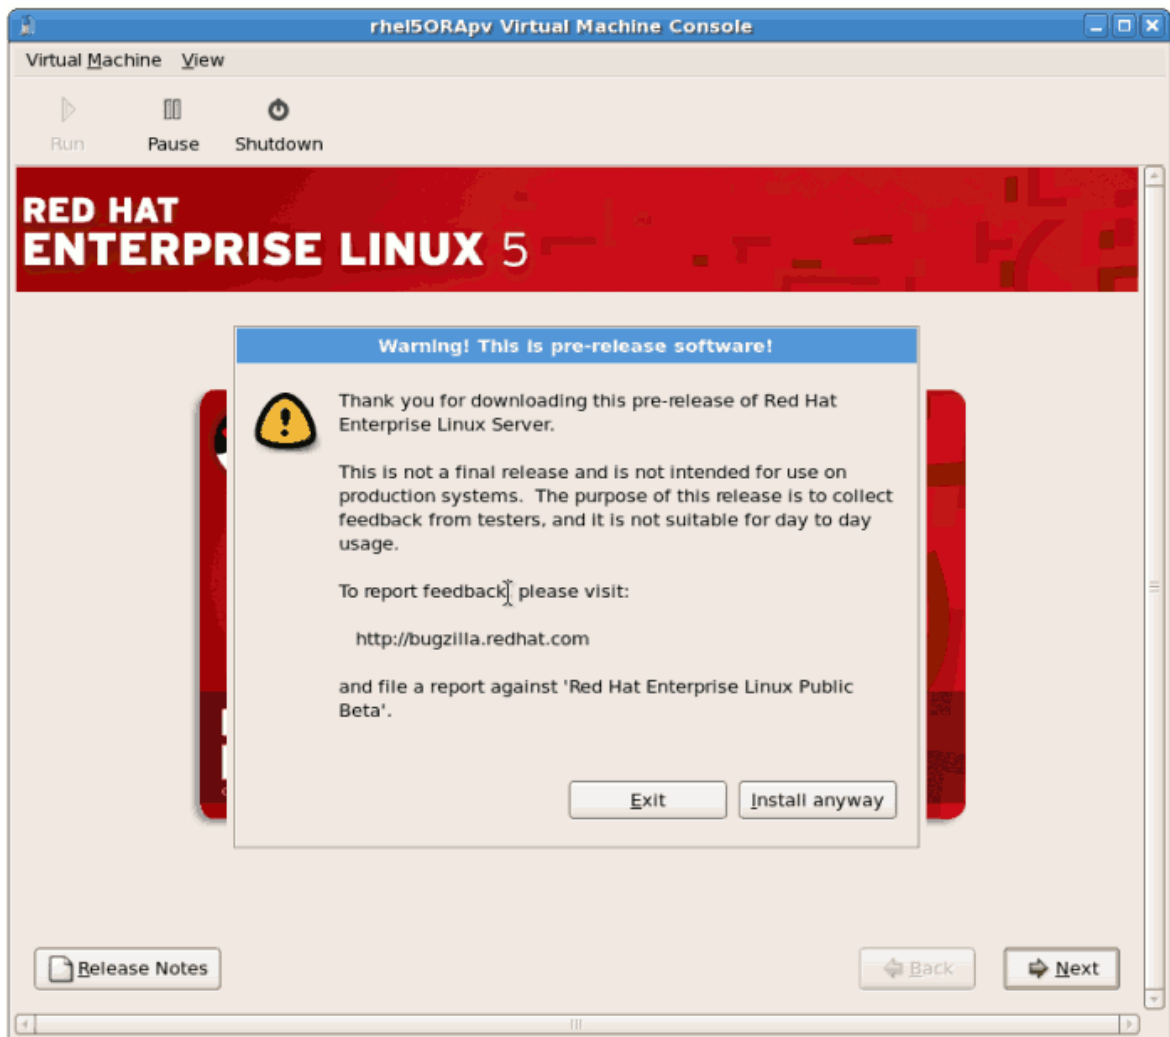 rhel5ORApv Virtual Machine Console
Virtual Machine View
Run Pause Shutdown
RED HAT
ENTERPRISE LINUX 5
Warning! This is pre-release software!
Thank you for downloading this pre-release of Red Hat
Enterprise Linux Server.
This is not a final release and is not intended for use on
production systems. The purpose of this release is to collect
feedback from testers, and it is not suitable for day to day
usage.
To report feedback, please visit:
http://bugzilla.redhat.com
and file a report against 'Red Hat Enterprise Linux Public
Beta'.
Exit Install anyway
Release Notes Back Next